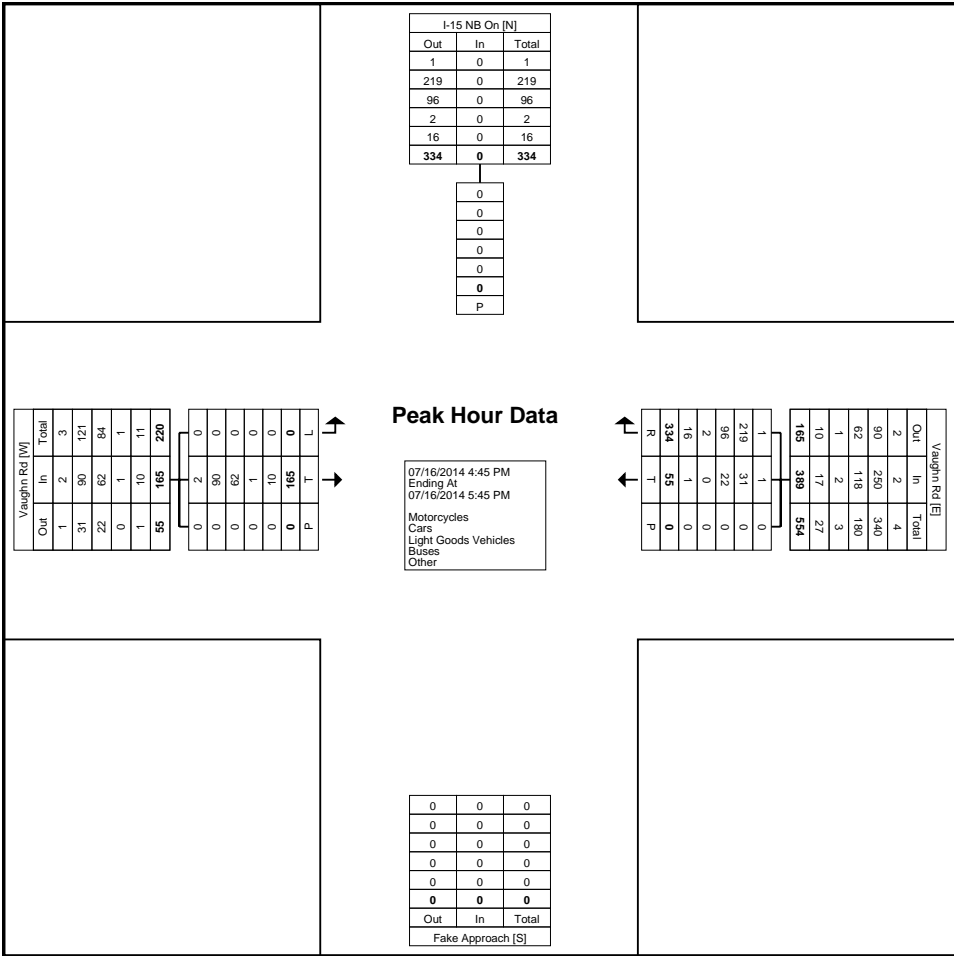 I-15 NB On [N]
Out In Total
1 0 1
219 0 219
96 0 96
2 0 2
16 0 16
334 0 334
0
0
0
0
0
0
P
Peak Hour Data
07/16/2014 4:45 PM
Ending At
07/16/2014 5:45 PM
Motorcycles
Cars
Light Goods Vehicles
Buses
Other
Vaughn Rd [W]
Total 3 121 84 1 11 220
In 2 90 62 1 10 165
Out 1 31 22 0 1 55
0 0 0 0 0 0 L
2 90 62 1 10 165 T
0 0 0 0 0 0 P
R 334 16 2 96 219 1
T 55 1 0 22 31 1
P 0 0 0 0 0 0
165 10 1 62 90 2 Out
389 17 2 118 250 2 In
554 27 3 180 340 4 Total
Vaughn Rd [E]
0 0 0
0 0 0
0 0 0
0 0 0
0 0 0
0 0 0
Out In Total
Fake Approach [S]